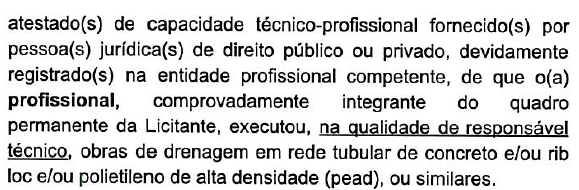 atestado(s) de capacidade técnico-profissional fornecido(s) por
pessoa(s) jurídica(s) de direito público ou privado, devidamente
registrado(s) na entidade profissional competente, de que o(a)
profissional, comprovadamente integrante do quadro
permanente da Licitante, executou, na qualidade de responsável
técnico, obras de drenagem em rede tubular de concreto e/ou rib
loc e/ou polietileno de alta densidade (pead), ou similares.